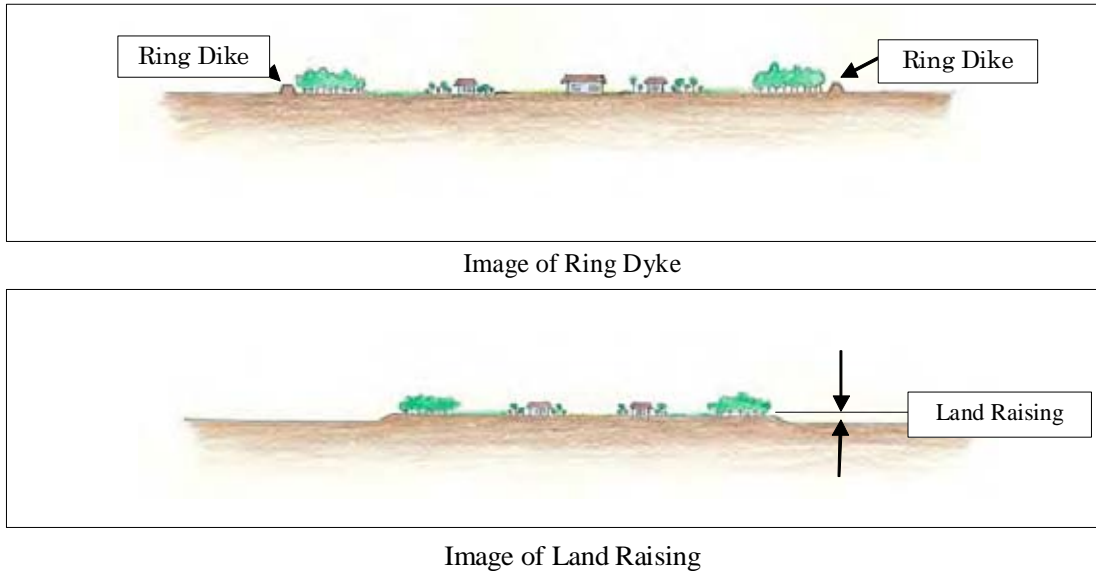 Ring Dike
Ring Dike
Image of Ring Dyke
Land Raising
Image of Land Raising